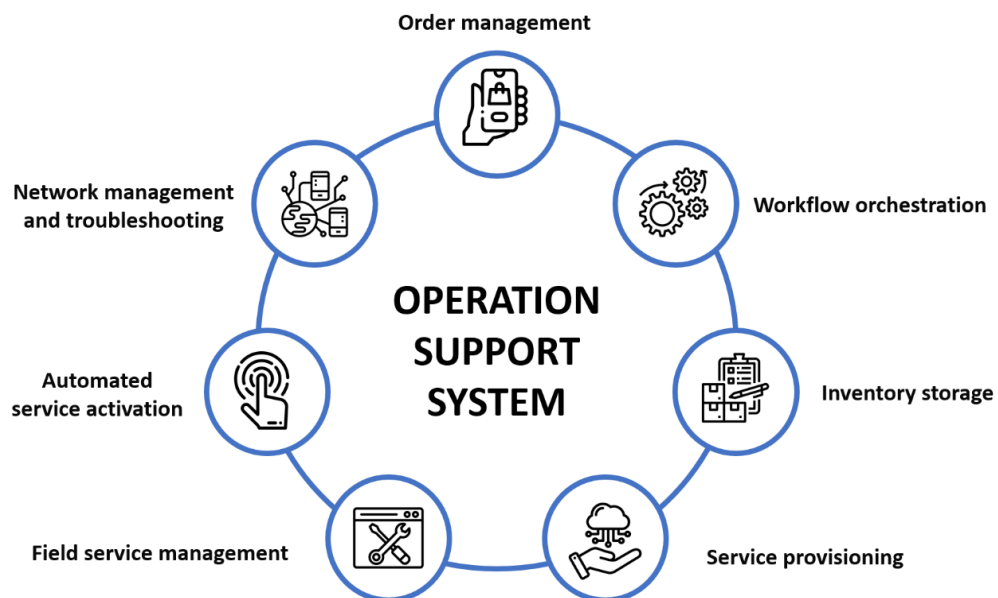 Order management
Network management
and troubleshooting
Workflow orchestration
OPERATION
SUPPORT
SYSTEM
Automated
service activation
Inventory storage
Field service management
Service provisioning